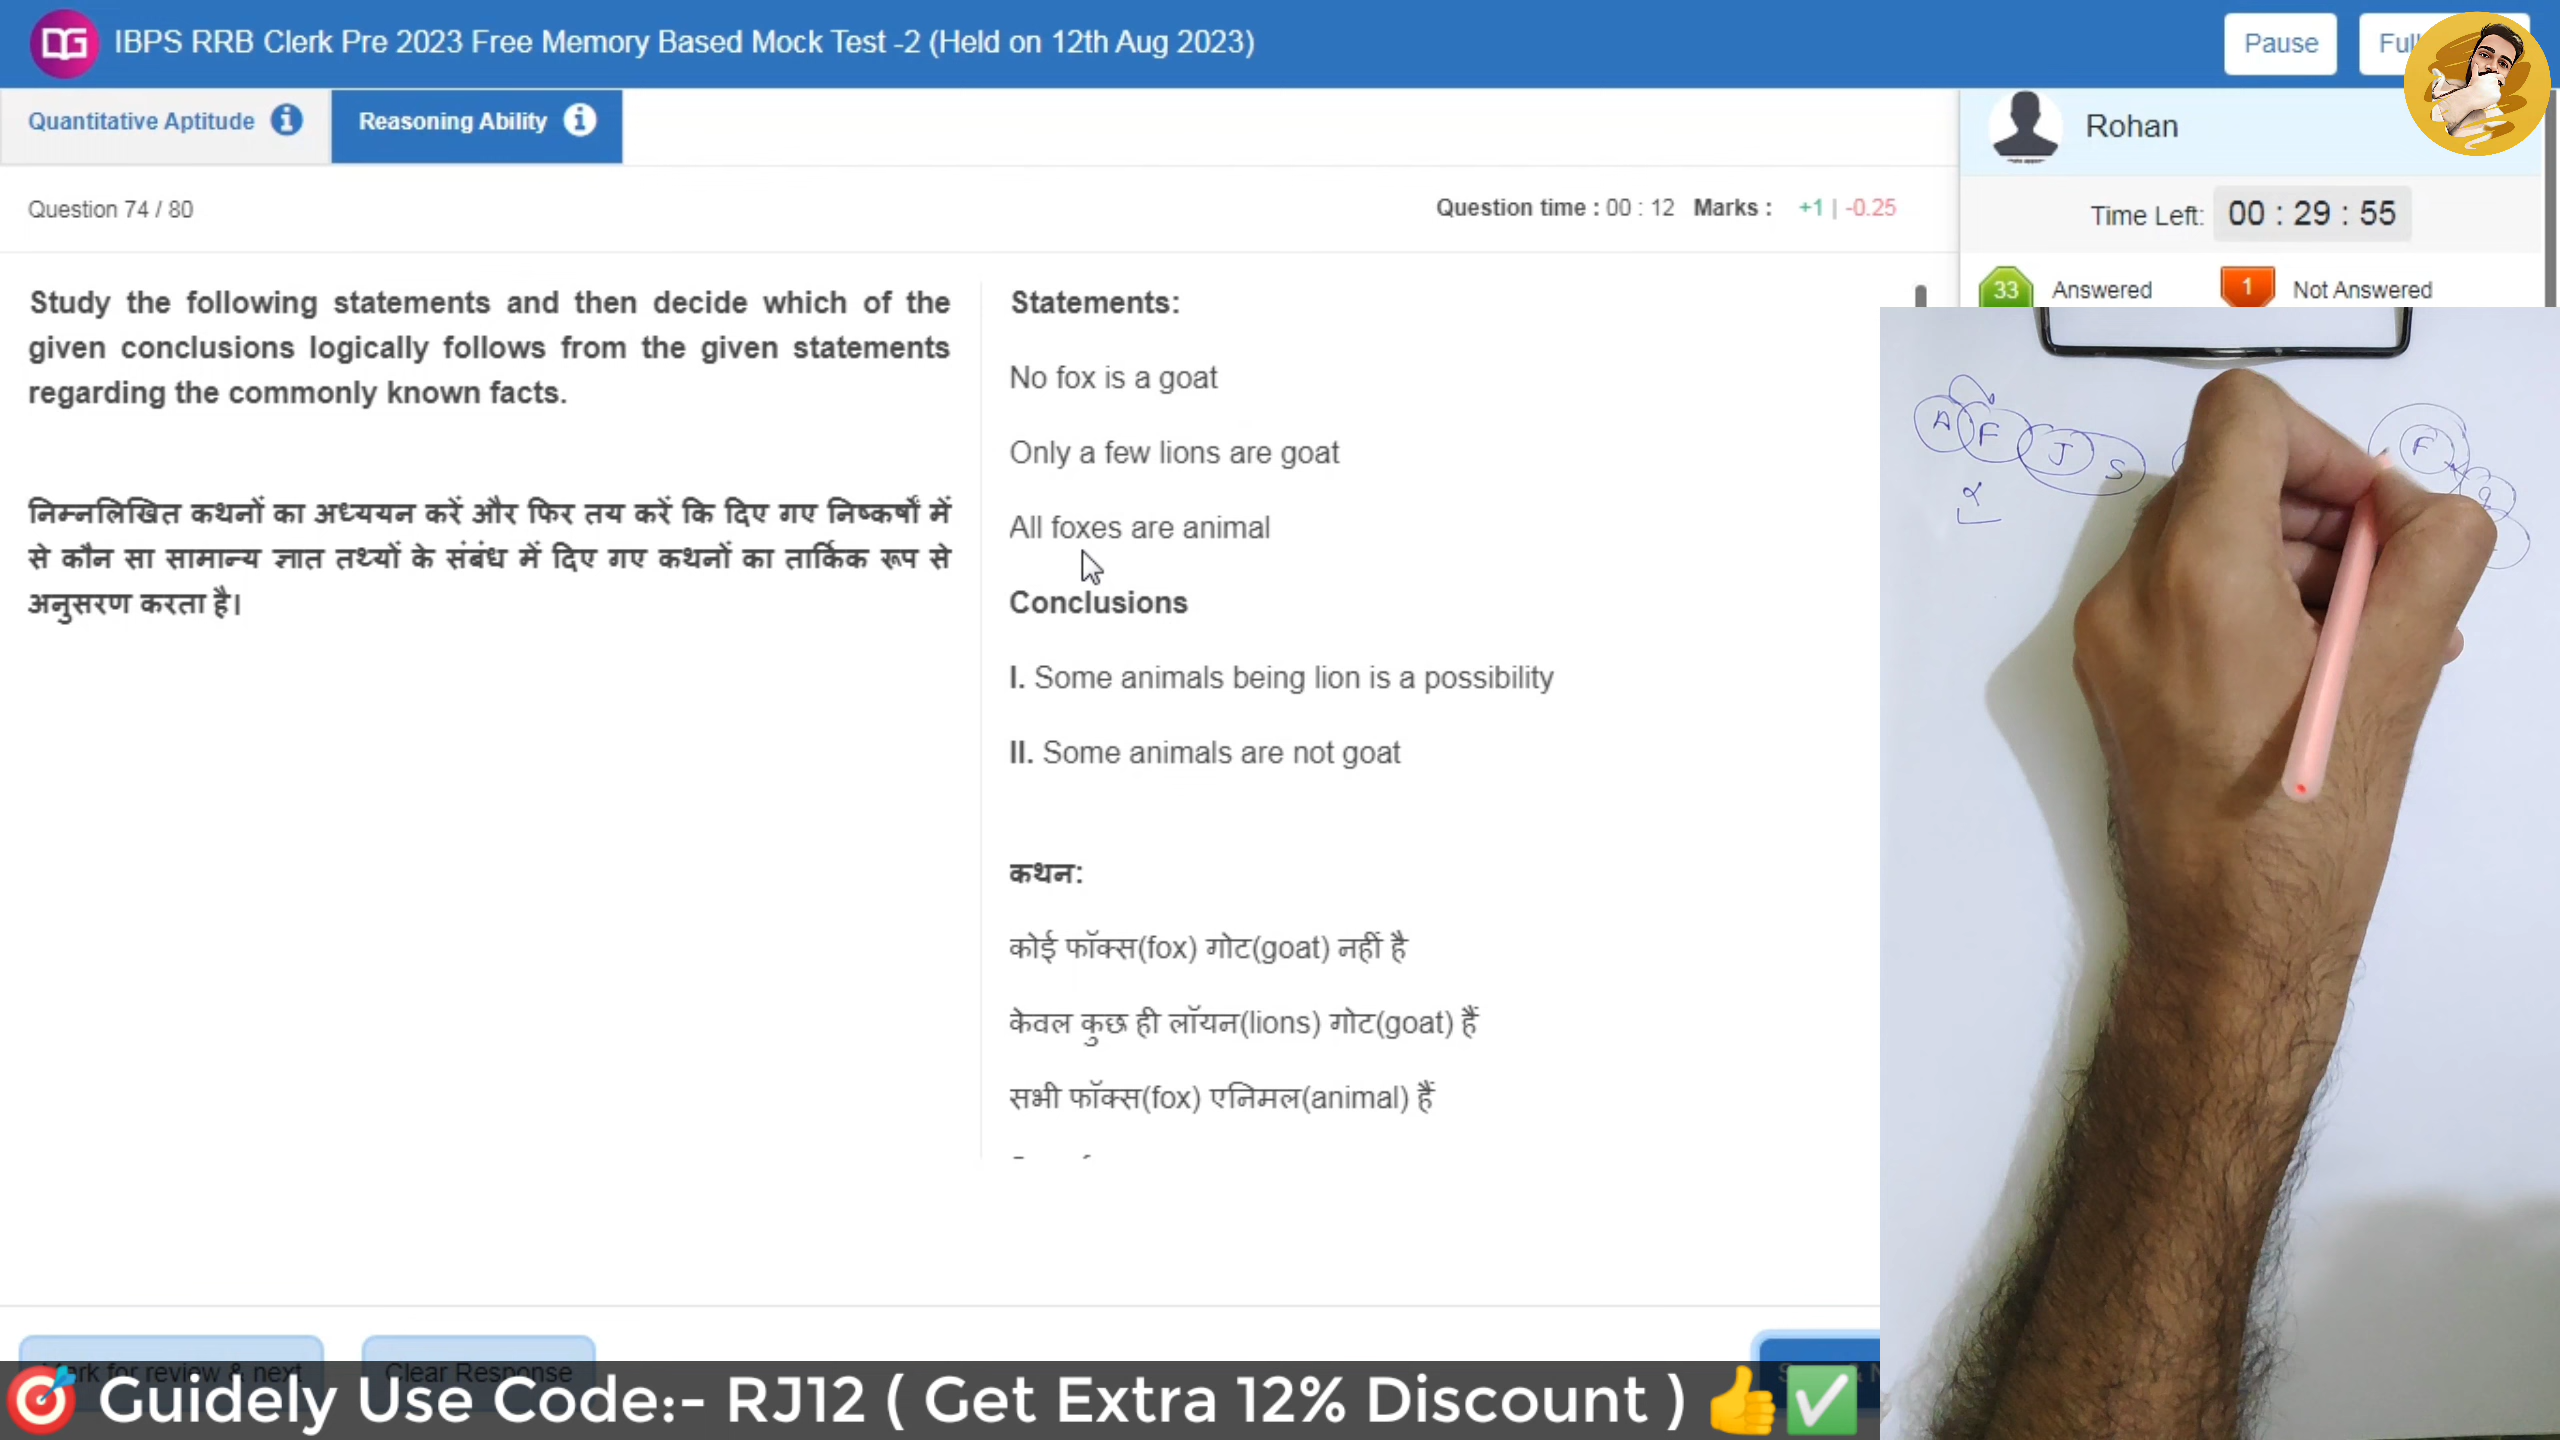 DG IBPS RRB Clerk Pre 2023 Free Memory Based Mock Test -2 (Held on 12th Aug 2023)
Pause
Full
Quantitative Aptitude i
Reasoning Ability i
Rohan
Question 74 / 80
Question time : 00 : 12 Marks : +1 | -0.25
Time Left: 00 : 29 : 55
33 Answered
1 Not Answered
Study the following statements and then decide which of the
given conclusions logically follows from the given statements
regarding the commonly known facts.
निम्नलिखित कथनों का अध्ययन करें और फिर तय करें कि दिए गए निष्कर्षों में
से कौन सा सामान्य ज्ञात तथ्यों के संबंध में दिए गए कथनों का तार्किक रूप से
अनुसरण करता है।
Statements:
No fox is a goat
Only a few lions are goat
All foxes are animal
Conclusions
I. Some animals being lion is a possibility
II. Some animals are not goat
कथन:
कोई फॉक्स(fox) गोट(goat) नहीं है
केवल कुछ ही लॉयन(lions) गोट(goat) हैं
सभी फॉक्स(fox) एनिमल(animal) हैं
A F J S
F
Mark for review & next
Clear Response
Guidely Use Code:- RJ12 ( Get Extra 12% Discount )